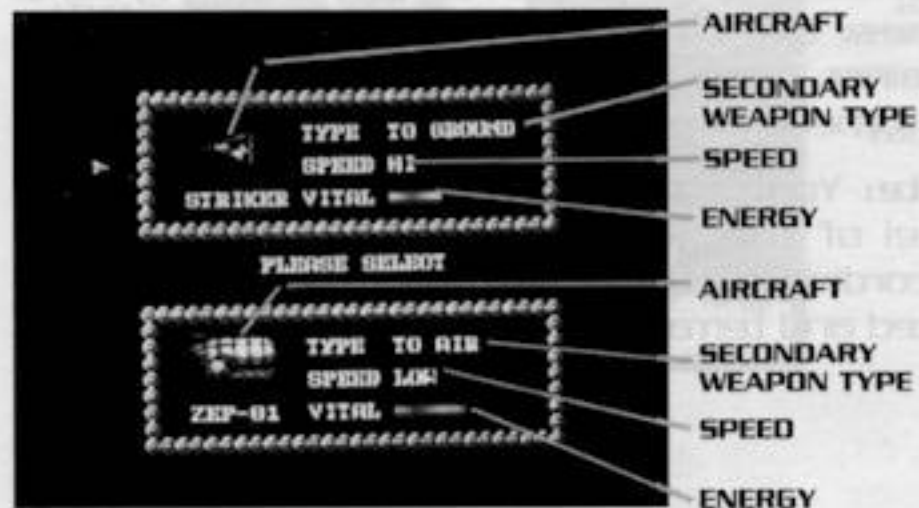 AIRCRAFT
SECONDARY
WEAPON TYPE
TYPE TO GROUND
SPEED HI
SPEED
STRIKER VITAL
ENERGY
PLEASE SELECT
AIRCRAFT
TYPE TO AIR
SECONDARY
WEAPON TYPE
SPEED LOW
ZEP-01 VITAL
SPEED
ENERGY